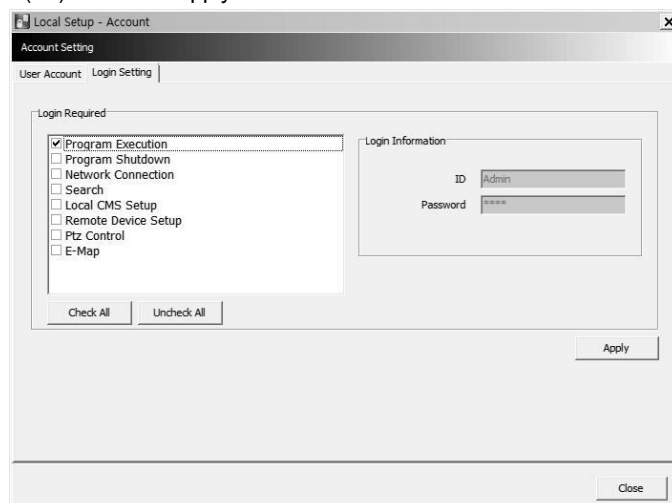 Local Setup - Account
Account Setting
User Account Login Setting
Login Required
Program Execution
Program Shutdown
Network Connection
Search
Local CMS Setup
Remote Device Setup
Ptz Control
E-Map
Check All Uncheck All
Login Information
ID Admin
Password ****
Apply
Close